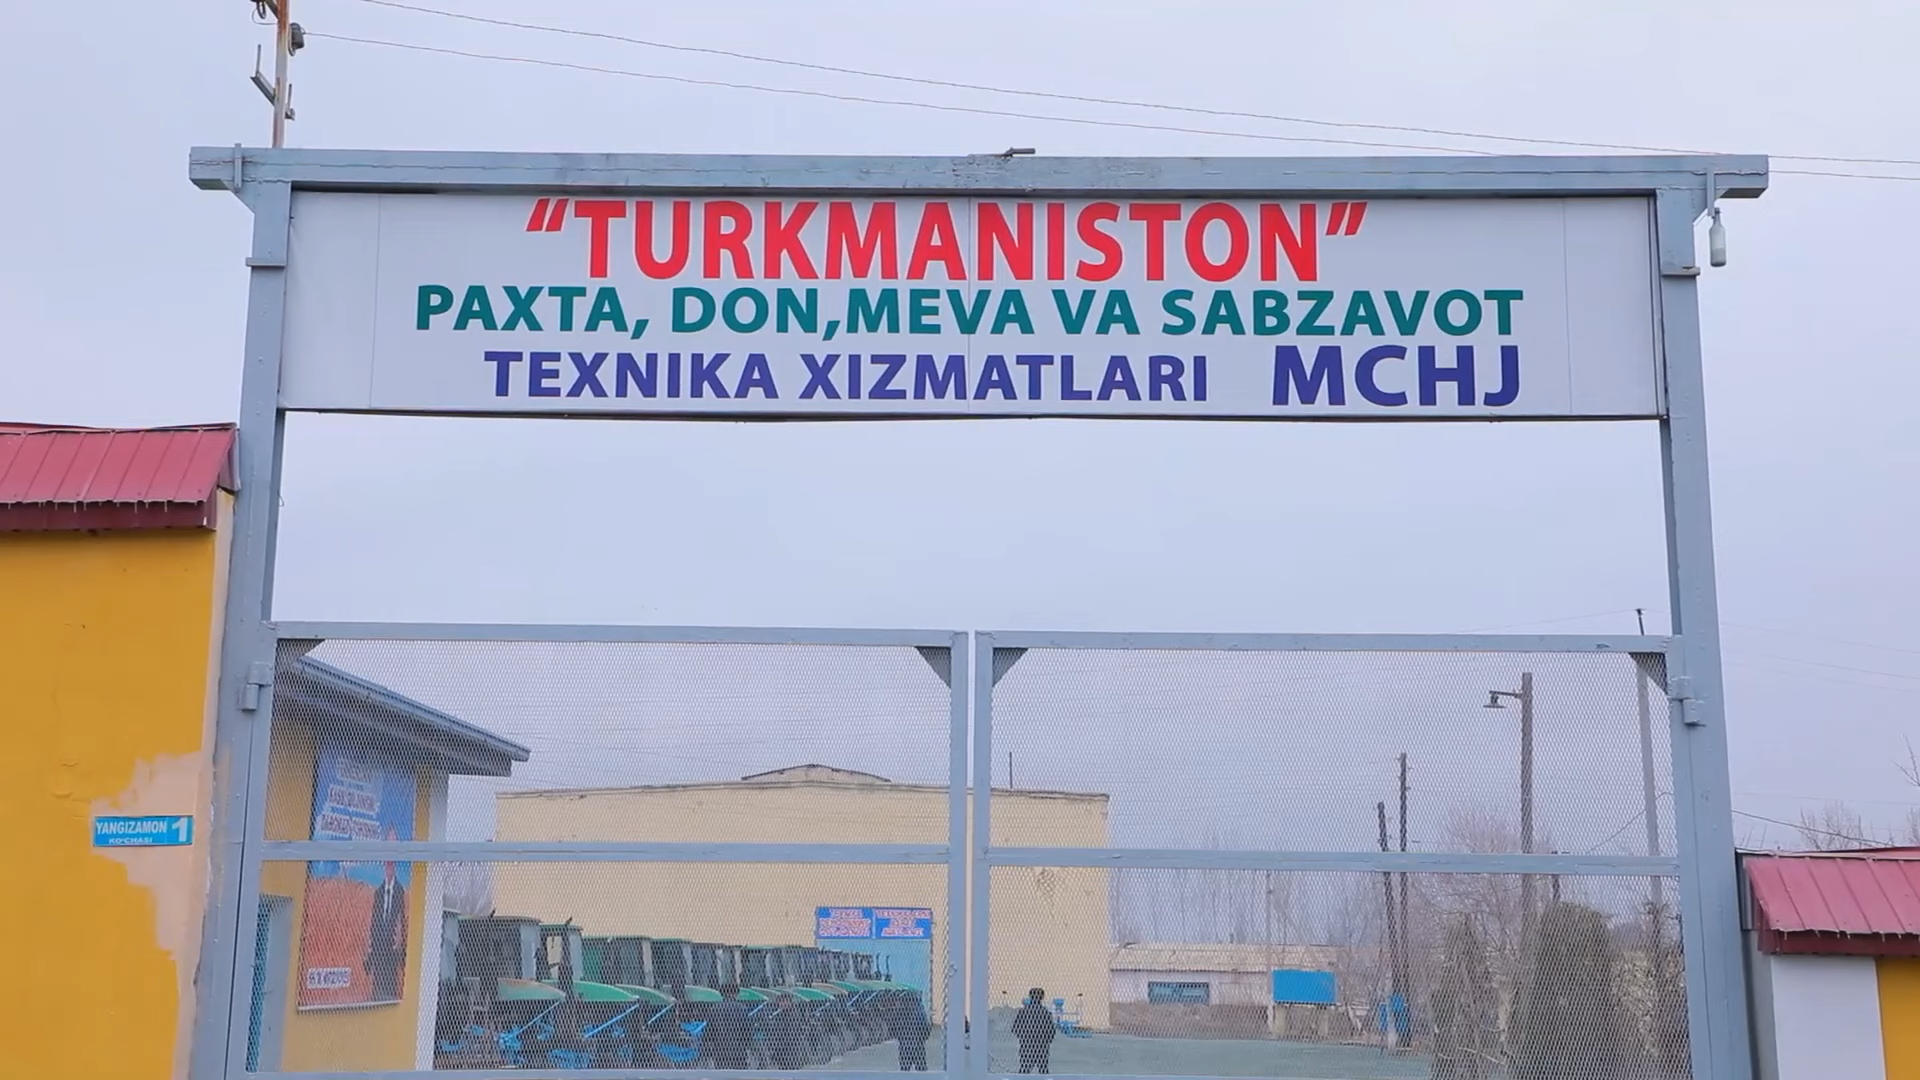 “TURKMANISTON”
PAXTA, DON,MEVA VA SABZAVOT
TEXNIKA XIZMATLARI MCHJ
YANGIZAMON 1
KO'CHASI